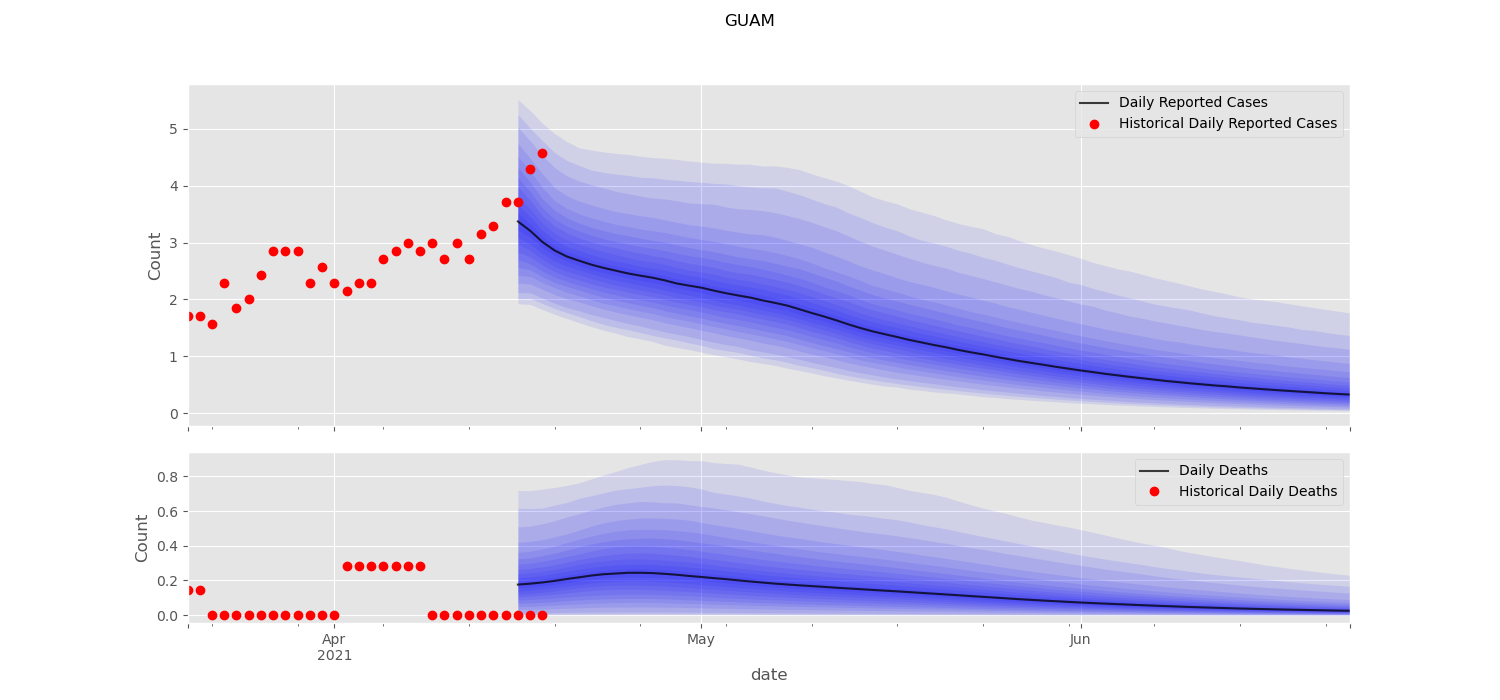 GUAM
Daily Reported Cases
Historical Daily Reported Cases
5
4
3
2
1
0
Count
Daily Deaths
Historical Daily Deaths
0.8
0.6
0.4
0.2
0.0
Count
Apr
2021
May
Jun
date